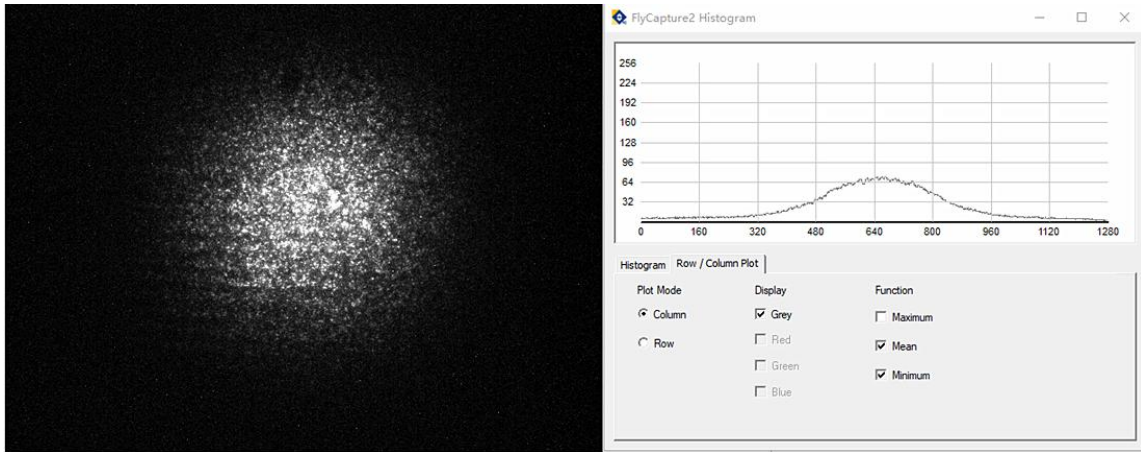 FlyCapture2 Histogram
256
224
192
160
128
96
64
32
0 160 320 480 640 800 960 1120 1280
Histogram Row / Column Plot
Plot Mode Display Function
Column Grey Maximum
Row Red Mean
Green Minimum
Blue